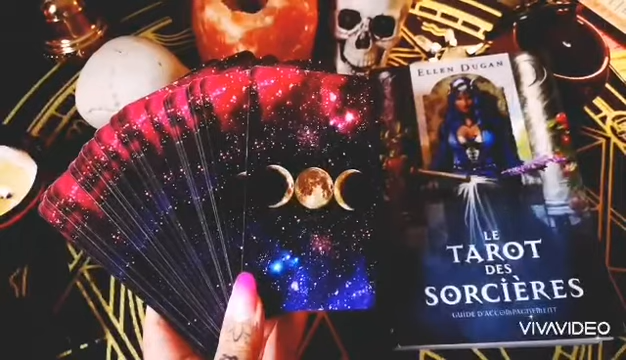 ELLEN DUGAN
LE
TAROT
DES
SORCIÈRES
GUIDE D'ACCOMPAGNEMENT
VIVAVIDEO